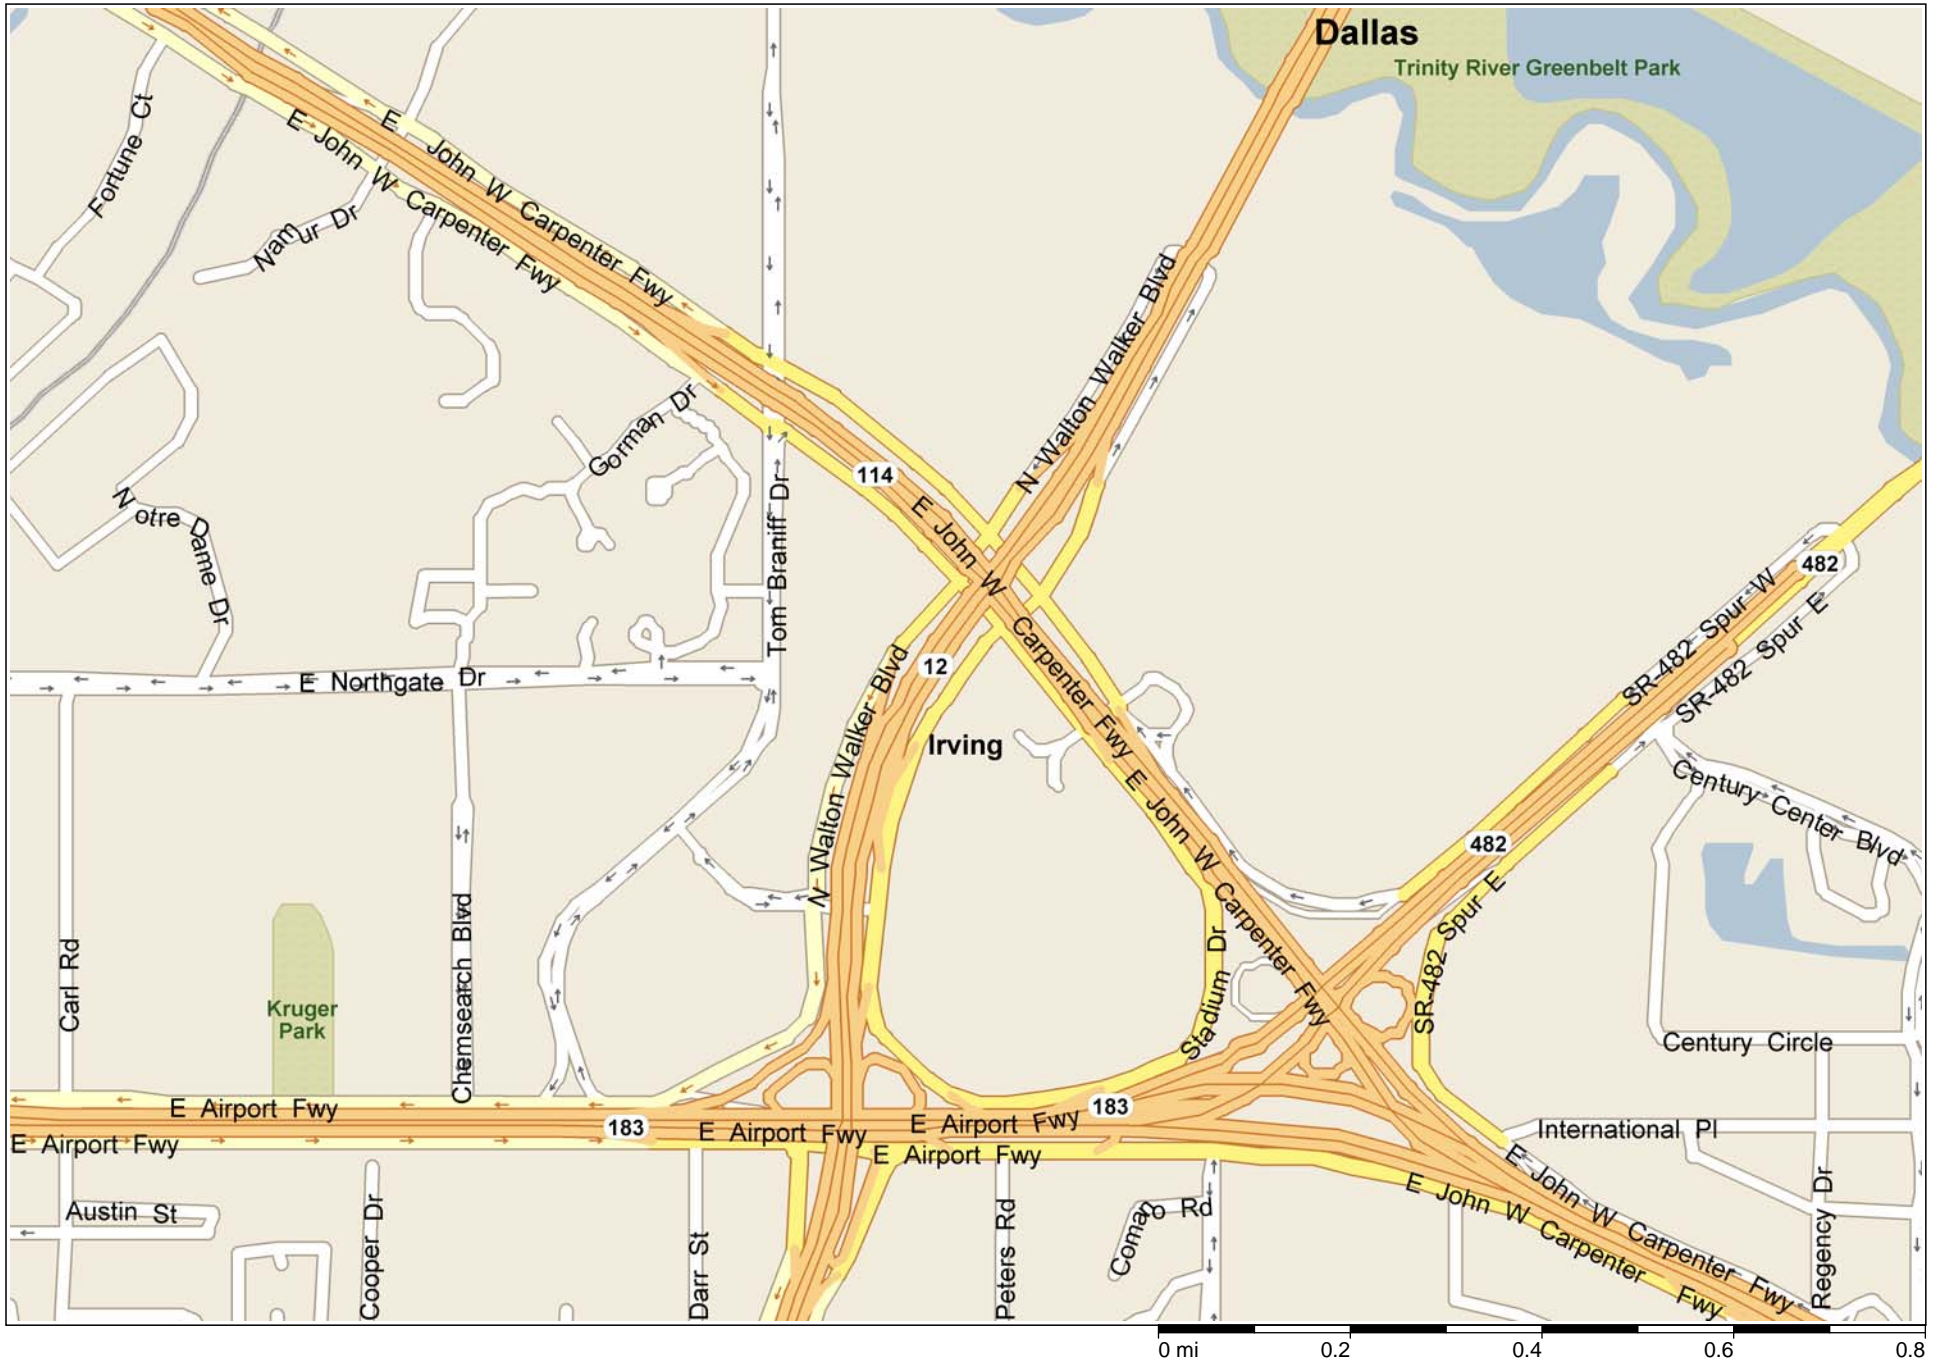 Dallas
Trinity River Greenbelt Park
Fortune Ct
E John W Carpenter Fwy
E John W Carpenter Fwy
Namur Dr
N Walton Walker Blvd
Gorman Dr
114
E John W Carpenter Fwy
Notre Dame Dr
Tom Braniff Dr
482
SR-482 Spur W
SR-482 Spur E
12
E Northgate Dr
N Walton Walker Blvd
Irving
Century Center Blvd
E John W Carpenter Fwy
482
SR-482 Spur E
Carl Rd
Chemsearch Blvd
Kruger
Park
Stadium Dr
Century Circle
E Airport Fwy
183
E Airport Fwy
E Airport Fwy
183
E Airport Fwy
E Airport Fwy
International Pl
E John W Carpenter Fwy
E John W Carpenter Fwy
Austin St
Cooper Dr
Darr St
Peters Rd
Comanro Rd
Regency Dr
0 mi 0.2 0.4 0.6 0.8